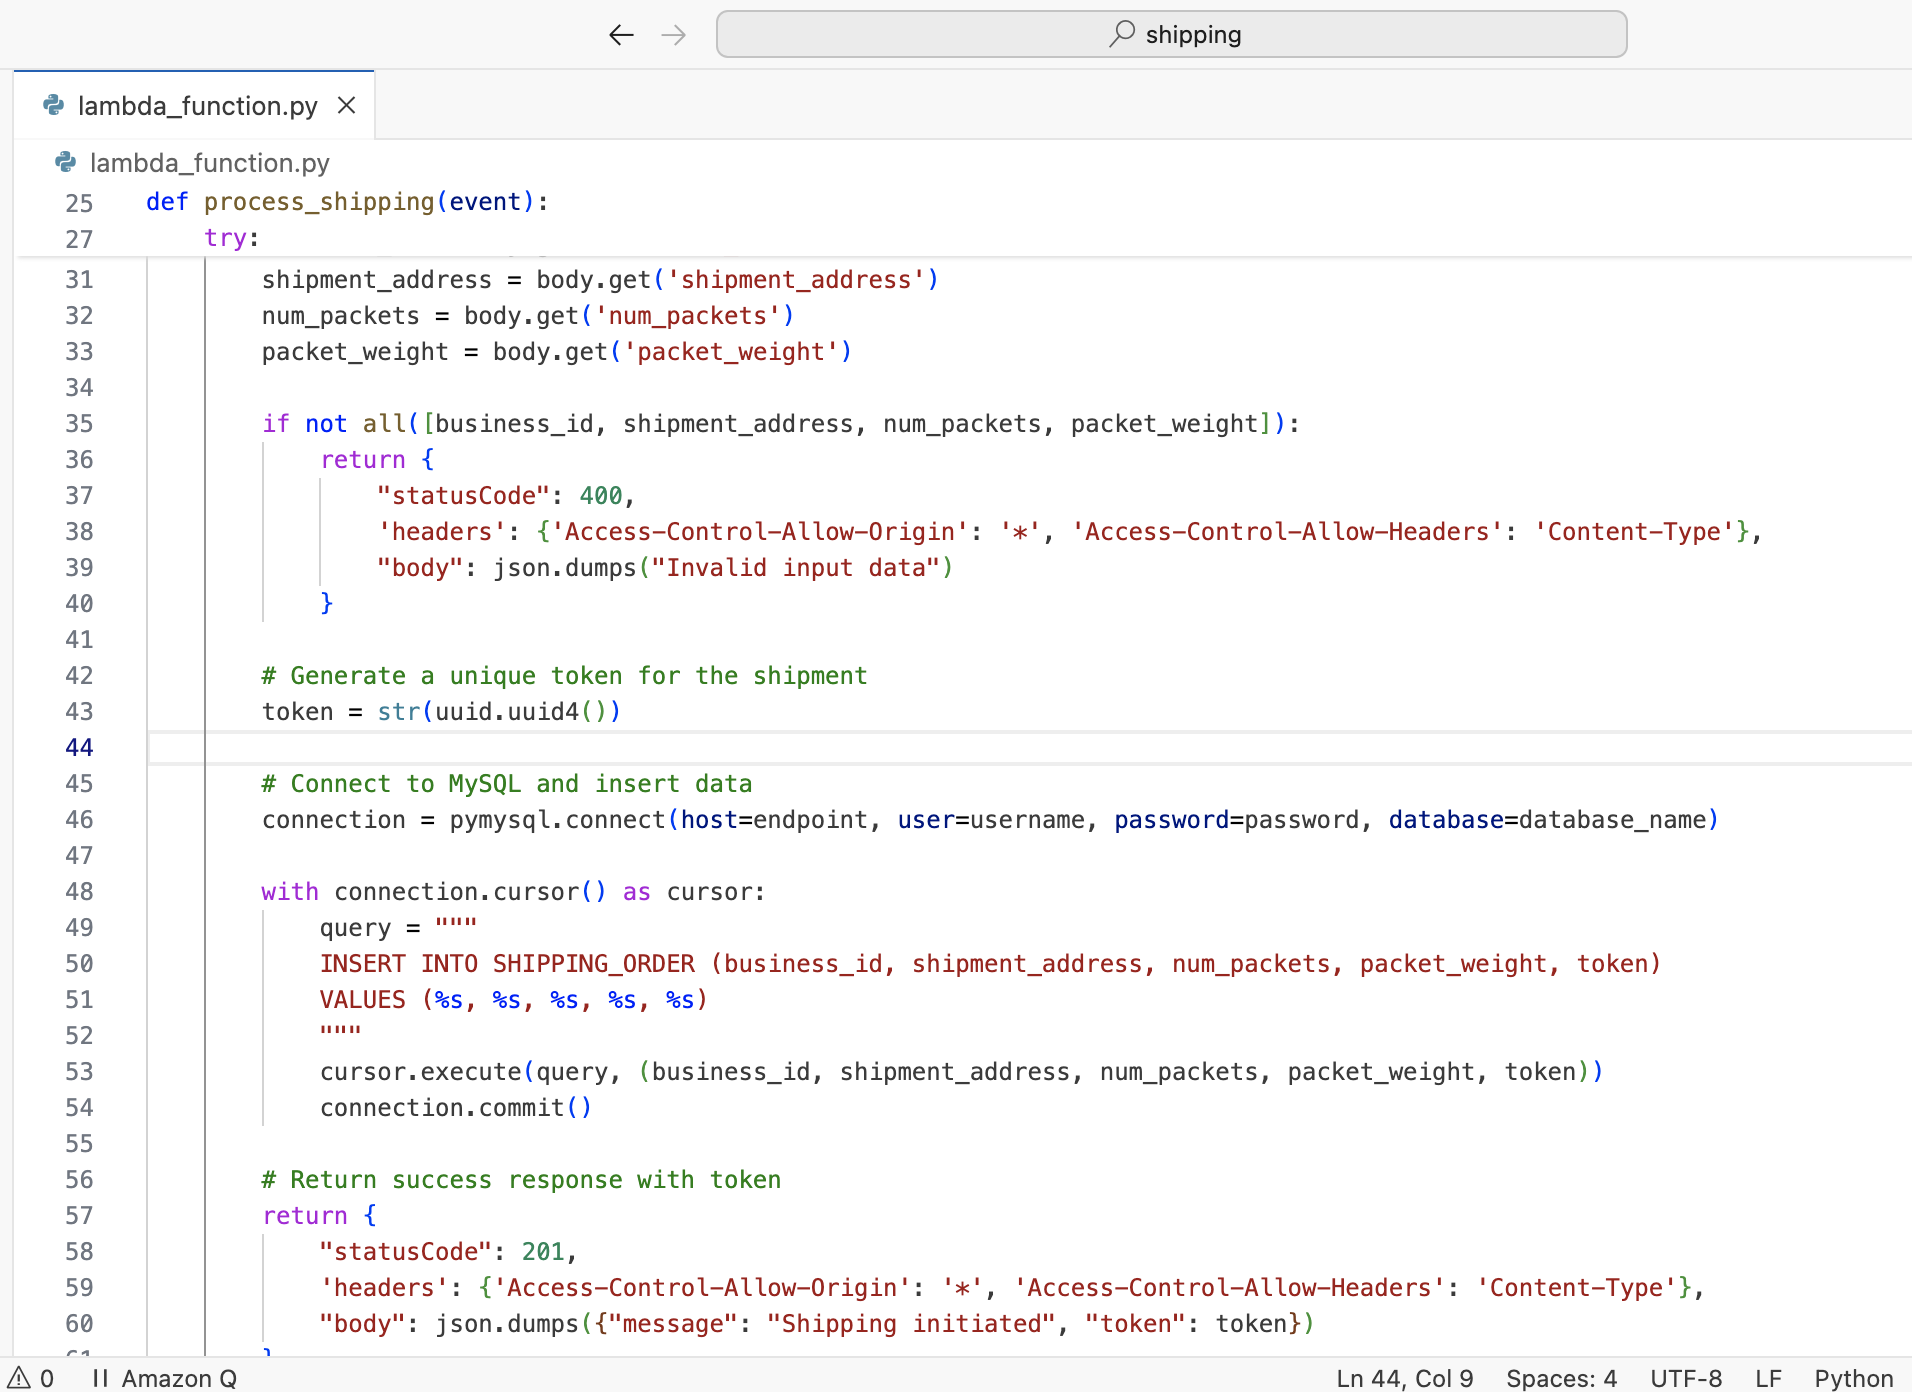 shipping
lambda_function.py
lambda_function.py
25 def process_shipping(event):
27 try:
31 shipment_address = body.get('shipment_address')
32 num_packets = body.get('num_packets')
33 packet_weight = body.get('packet_weight')
34
35 if not all([business_id, shipment_address, num_packets, packet_weight]):
36 return {
37 "statusCode": 400,
38 'headers': {'Access-Control-Allow-Origin': '*', 'Access-Control-Allow-Headers': 'Content-Type'},
39 "body": json.dumps("Invalid input data")
40 }
41
42 # Generate a unique token for the shipment
43 token = str(uuid.uuid4())
44
45 # Connect to MySQL and insert data
46 connection = pymysql.connect(host=endpoint, user=username, password=password, database=database_name)
47
48 with connection.cursor() as cursor:
49 query = """
50 INSERT INTO SHIPPING_ORDER (business_id, shipment_address, num_packets, packet_weight, token)
51 VALUES (%s, %s, %s, %s, %s)
52 """
53 cursor.execute(query, (business_id, shipment_address, num_packets, packet_weight, token))
54 connection.commit()
55
56 # Return success response with token
57 return {
58 "statusCode": 201,
59 'headers': {'Access-Control-Allow-Origin': '*', 'Access-Control-Allow-Headers': 'Content-Type'},
60 "body": json.dumps({"message": "Shipping initiated", "token": token})
61 }
0 Amazon Q Ln 44, Col 9 Spaces: 4 UTF-8 LF Python